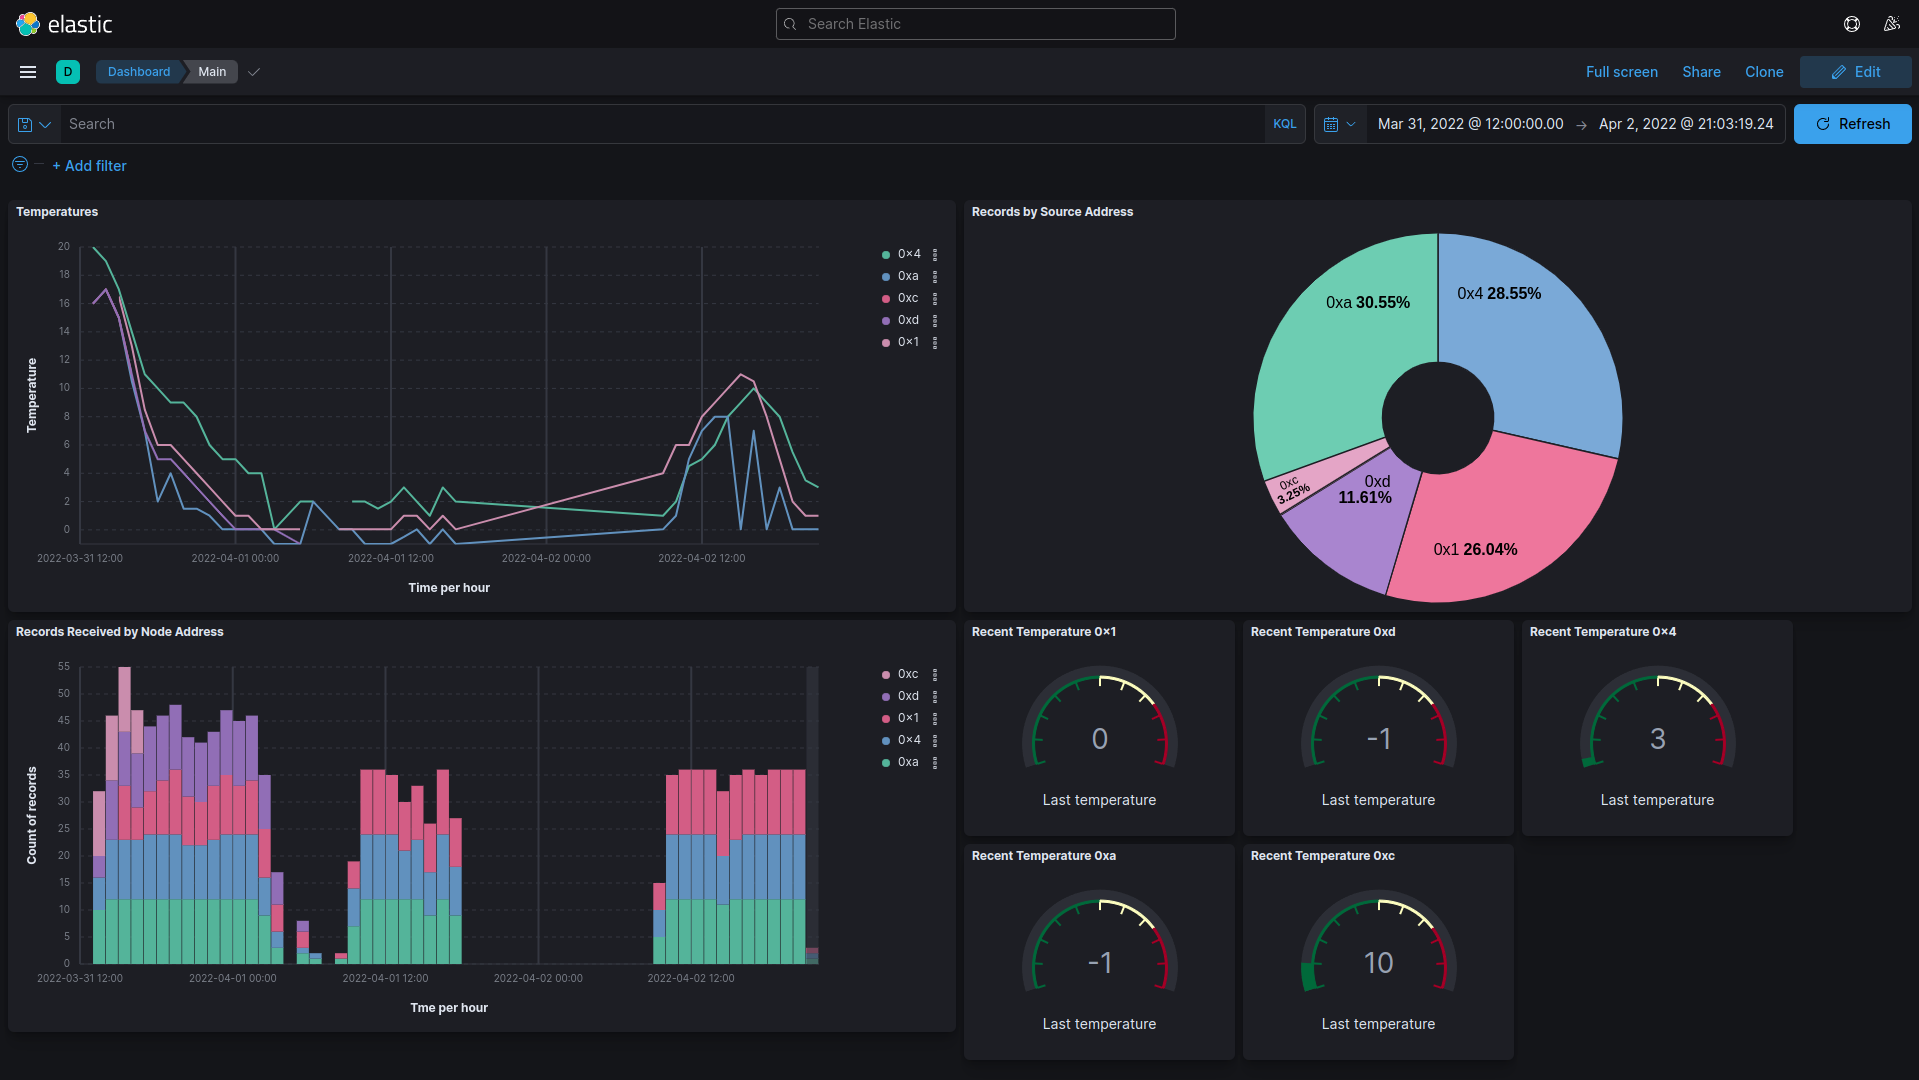 elastic
Search Elastic
D
Dashboard
Main
Full screen
Share
Clone
Edit
Search
KQL
Mar 31, 2022 @ 12:00:00.00
→
Apr 2, 2022 @ 21:03:19.24
Refresh
+ Add filter
Temperatures
20
18
16
14
12
10
8
6
4
2
0
Temperature
2022-03-31 12:00
2022-04-01 00:00
2022-04-01 12:00
2022-04-02 00:00
2022-04-02 12:00
Time per hour
0×4
0xa
0xc
0xd
0×1
Records by Source Address
0xa 30.55%
0x4 28.55%
0xc
3.25%
0xd
11.61%
0x1 26.04%
Records Received by Node Address
55
50
45
40
35
30
25
20
15
10
5
0
Count of records
2022-03-31 12:00
2022-04-01 00:00
2022-04-01 12:00
2022-04-02 00:00
2022-04-02 12:00
Tme per hour
0xc
0xd
0×1
0×4
0xa
Recent Temperature 0×1
0
Last temperature
Recent Temperature 0xd
-1
Last temperature
Recent Temperature 0×4
3
Last temperature
Recent Temperature 0xa
-1
Last temperature
Recent Temperature 0xc
10
Last temperature